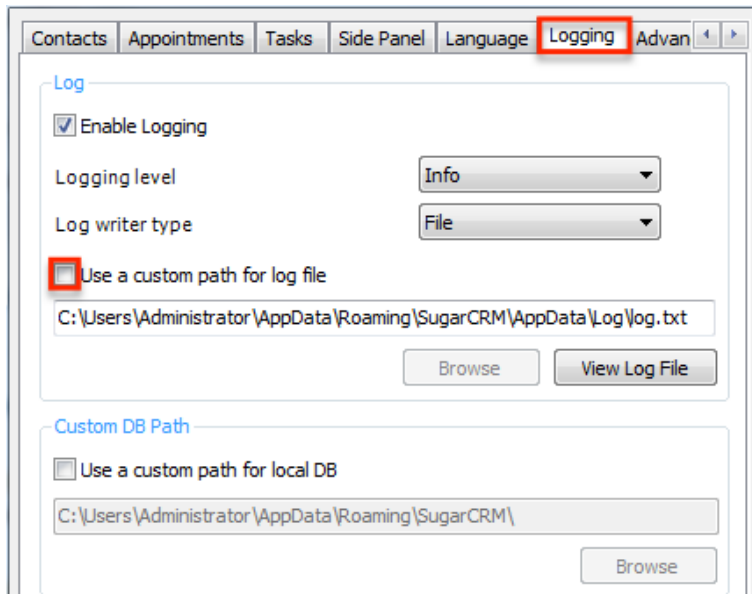 Contacts Appointments Tasks Side Panel Language Logging Advan
Log
Enable Logging
Logging level Info
Log writer type File
Use a custom path for log file
C:\Users\Administrator\AppData\Roaming\SugarCRM\AppData\Log\log.txt
Browse View Log File
Custom DB Path
Use a custom path for local DB
C:\Users\Administrator\AppData\Roaming\SugarCRM\
Browse